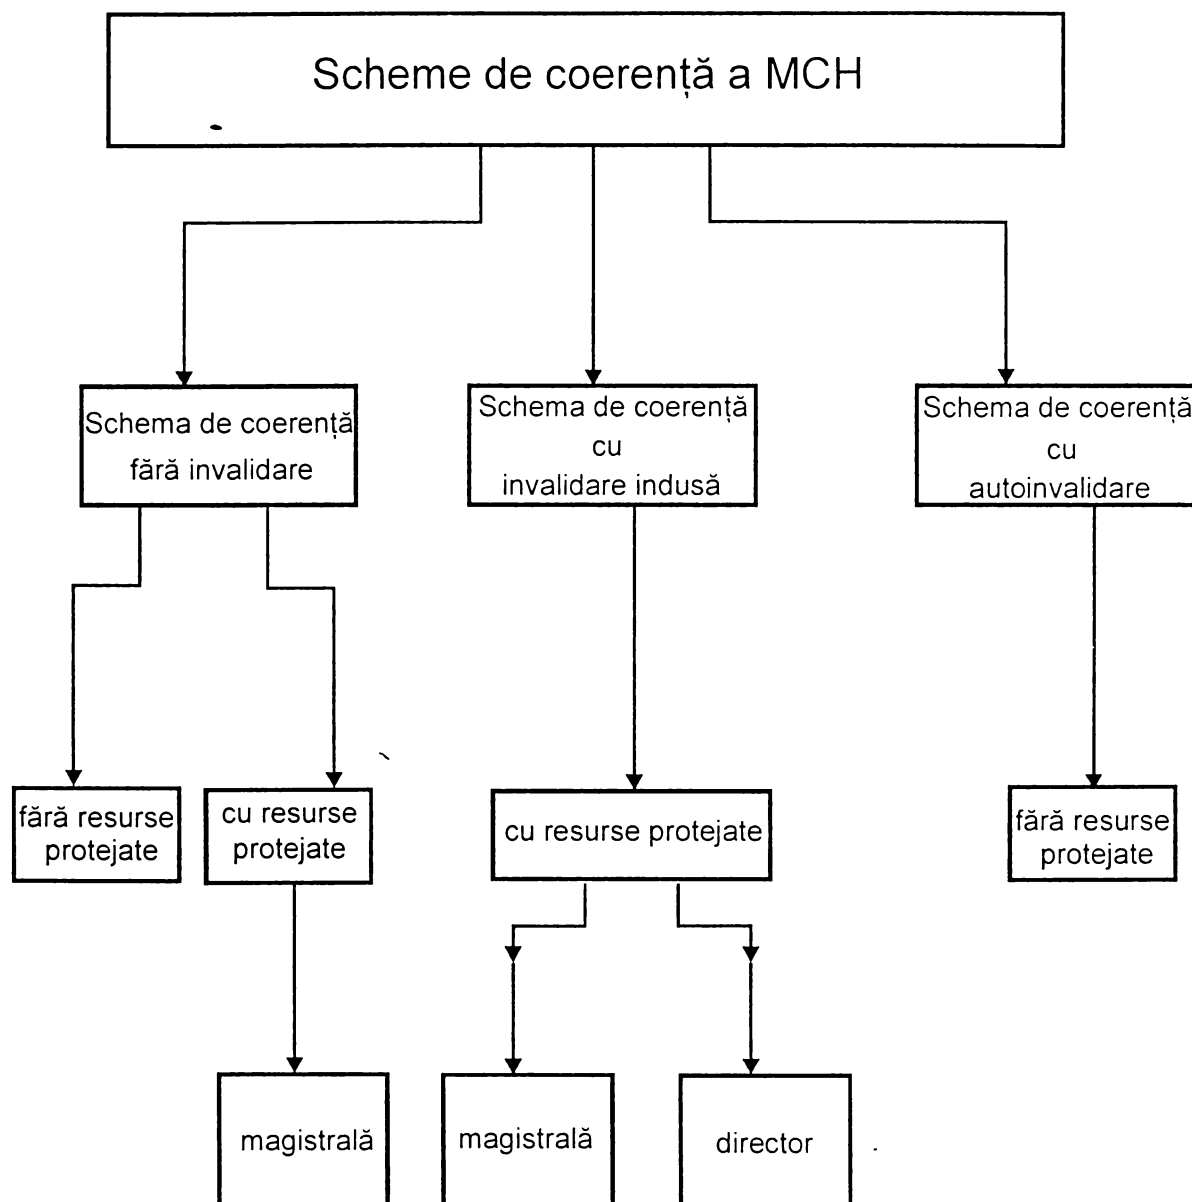 Scheme de coerență a MCH
Schema de coerență
fără invalidare
Schema de coerență
cu
invalidare indusă
Schema de coerență
cu
autoinvalidare
fără resurse
protejate
cu resurse
protejate
cu resurse protejate
fără resurse
protejate
magistrală
magistrală
director